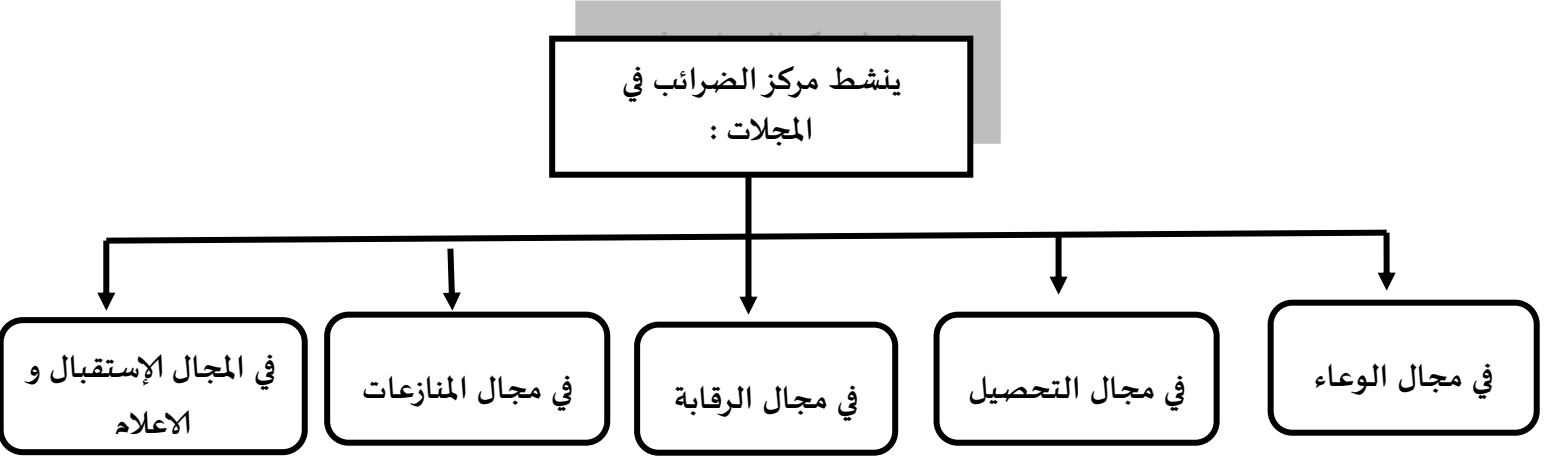 ينشط مركز الضرائب في
المجلات :
في مجال الوعاء
في مجال التحصيل
في مجال الرقابة
في مجال المنازعات
في المجال الإستقبال و
الاعلام